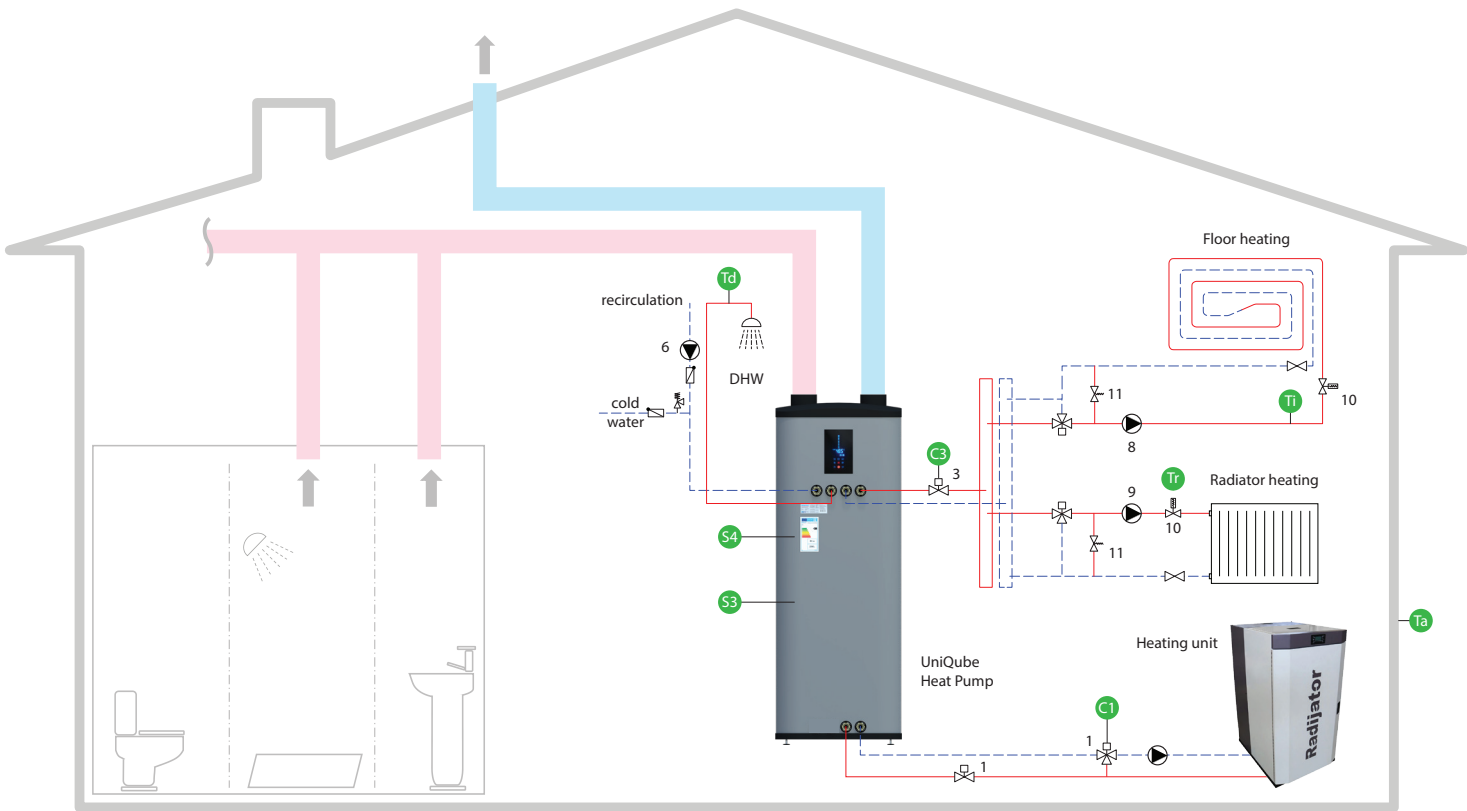 Floor heating
Td
recirculation
6
DHW
cold
water
11
10
Ti
8
C3
3
Tr
9
Radiator heating
10
11
S4
S3
Ta
Heating unit
UniQube
Heat Pump
C1
1
1
Radijator